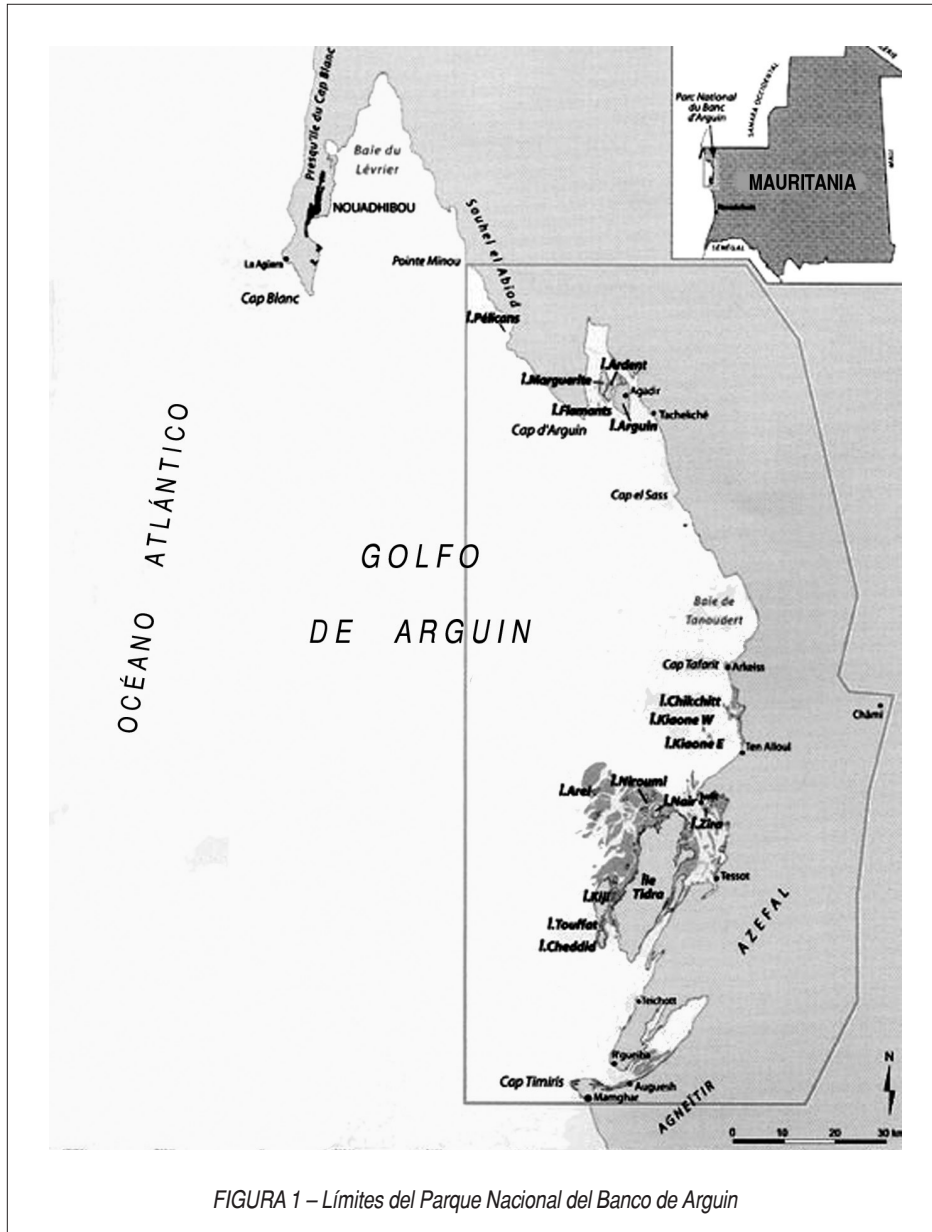 Presqu'île du Cap Blanc
Baie du
Lévrier
NOUADHIBOU
La Agüera
Cap Blanc
Pointe Minou
Souhel el Abiod
Parc National
du Banc
d'Arguin
SAHARA OCCIDENTAL
MALI
MAURITANIA
SÉNÉGAL
Î.Pélicans
Î.Ardent
Î.Marguerite
Agadir
Î.Flamants
Tachekché
Cap d'Arguin
Î.Arguin
Cap el Sass
OCÉANO ATLÁNTICO
GOLFO
DE ARGUIN
Baie de
Tanoudert
Cap Tafarit
Arkeiss
Î.Chikchitt
Î.Kiaone W
Châmi
Î.Kiaone E
Ten Alloul
Î.Niroumi
Î.Arel
Î.Nair
Î.Zira
Île
Tidra
Tessot
Î.Kiji
Î.Touffat
Î.Cheddid
AZEFAL
Teichott
R'gueiba
Cap Timiris
Auguesh
Mamghar
AGNEÏTIR
N
0 10 20 30 km
FIGURA 1 – Límites del Parque Nacional del Banco de Arguin